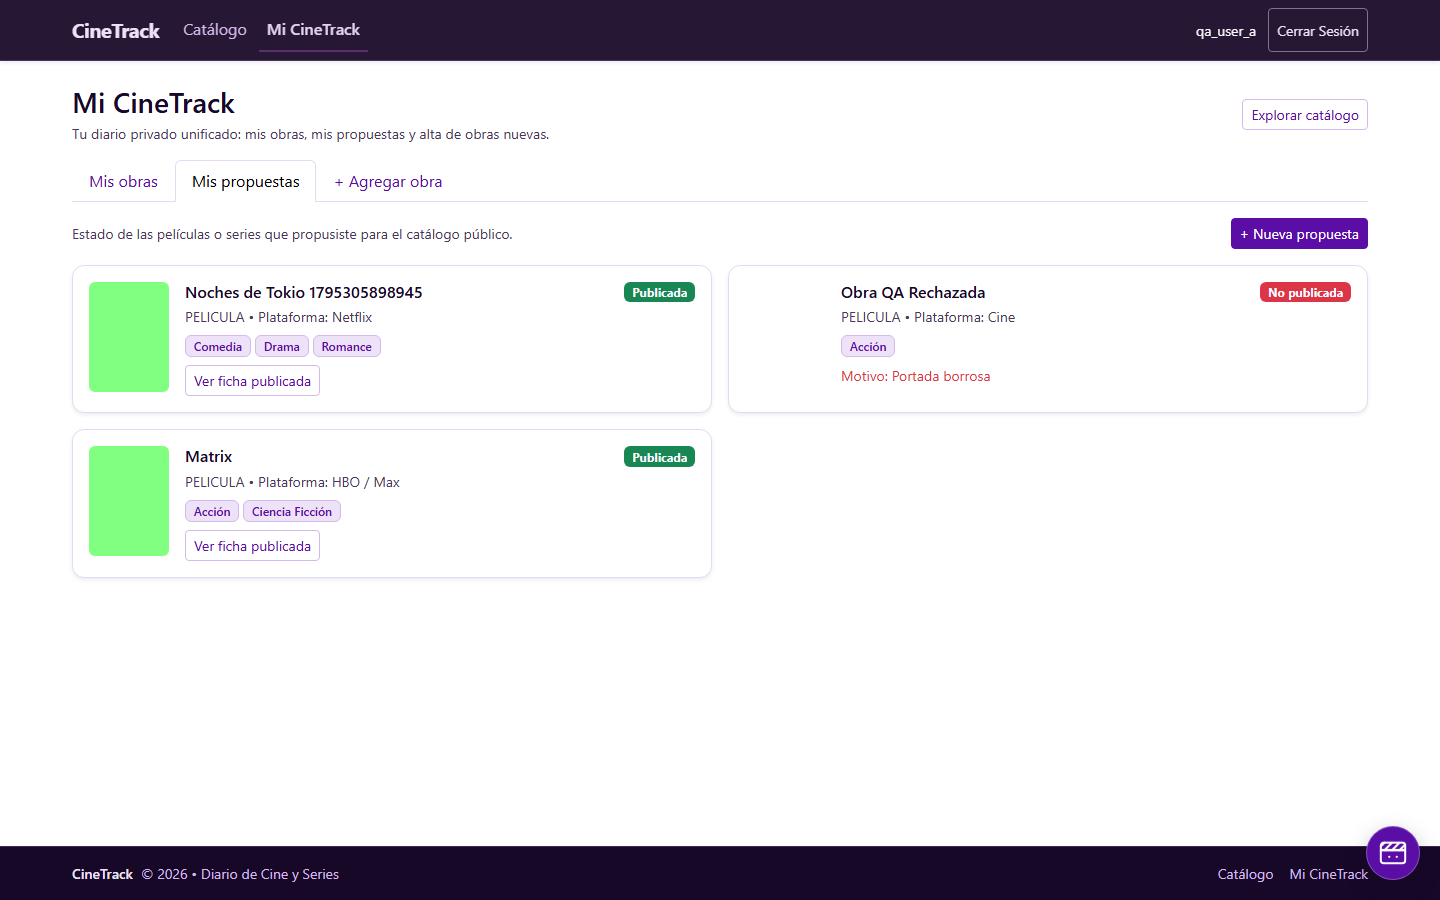 CineTrack Catálogo Mi CineTrack qa_user_a Cerrar Sesión
Mi CineTrack
Tu diario privado unificado: mis obras, mis propuestas y alta de obras nuevas.
Explorar catálogo
Mis obras Mis propuestas + Agregar obra
Estado de las películas o series que propusiste para el catálogo público.
+ Nueva propuesta
Noches de Tokio 1795305898945 Publicada
PELICULA • Plataforma: Netflix
Comedia Drama Romance
Ver ficha publicada
Obra QA Rechazada No publicada
PELICULA • Plataforma: Cine
Acción
Motivo: Portada borrosa
Matrix Publicada
PELICULA • Plataforma: HBO / Max
Acción Ciencia Ficción
Ver ficha publicada
CineTrack © 2026 • Diario de Cine y Series Catálogo Mi CineTrack